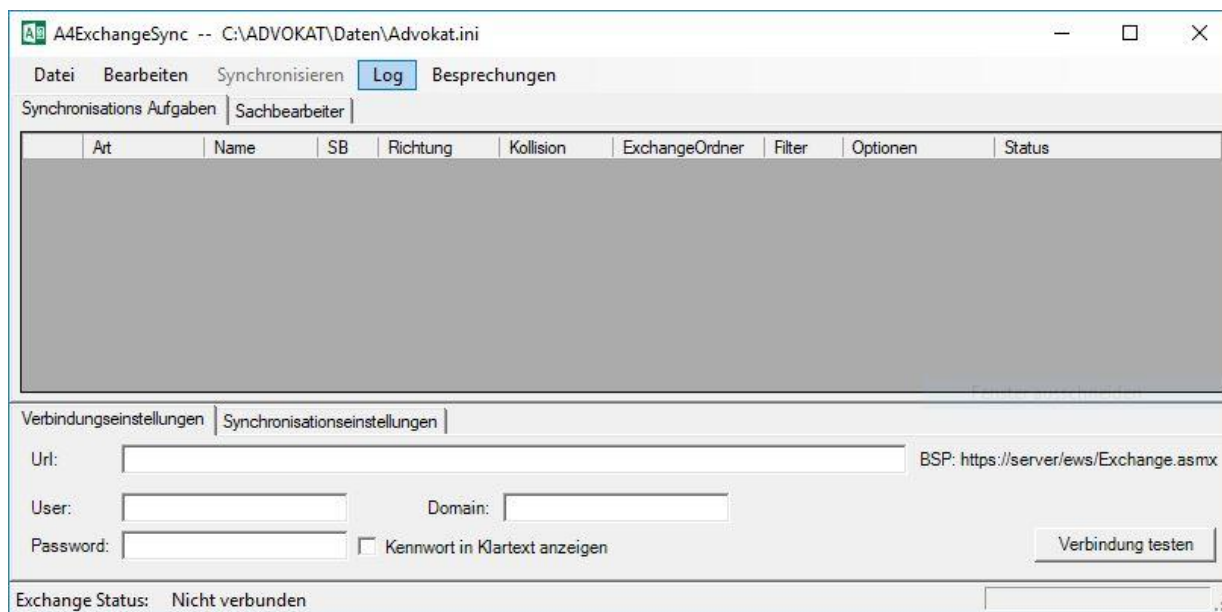 A4ExchangeSync -- C:\ADVOKAT\Daten\Advokat.ini
Datei Bearbeiten Synchronisieren Log Besprechungen
Synchronisations Aufgaben Sachbearbeiter
Art Name SB Richtung Kollision ExchangeOrdner Filter Optionen Status
Fenster ausschneiden
Verbindungseinstellungen Synchronisationseinstellungen
Url: BSP: https://server/ews/Exchange.asmx
User: Domain:
Password: Kennwort in Klartext anzeigen Verbindung testen
Exchange Status: Nicht verbunden